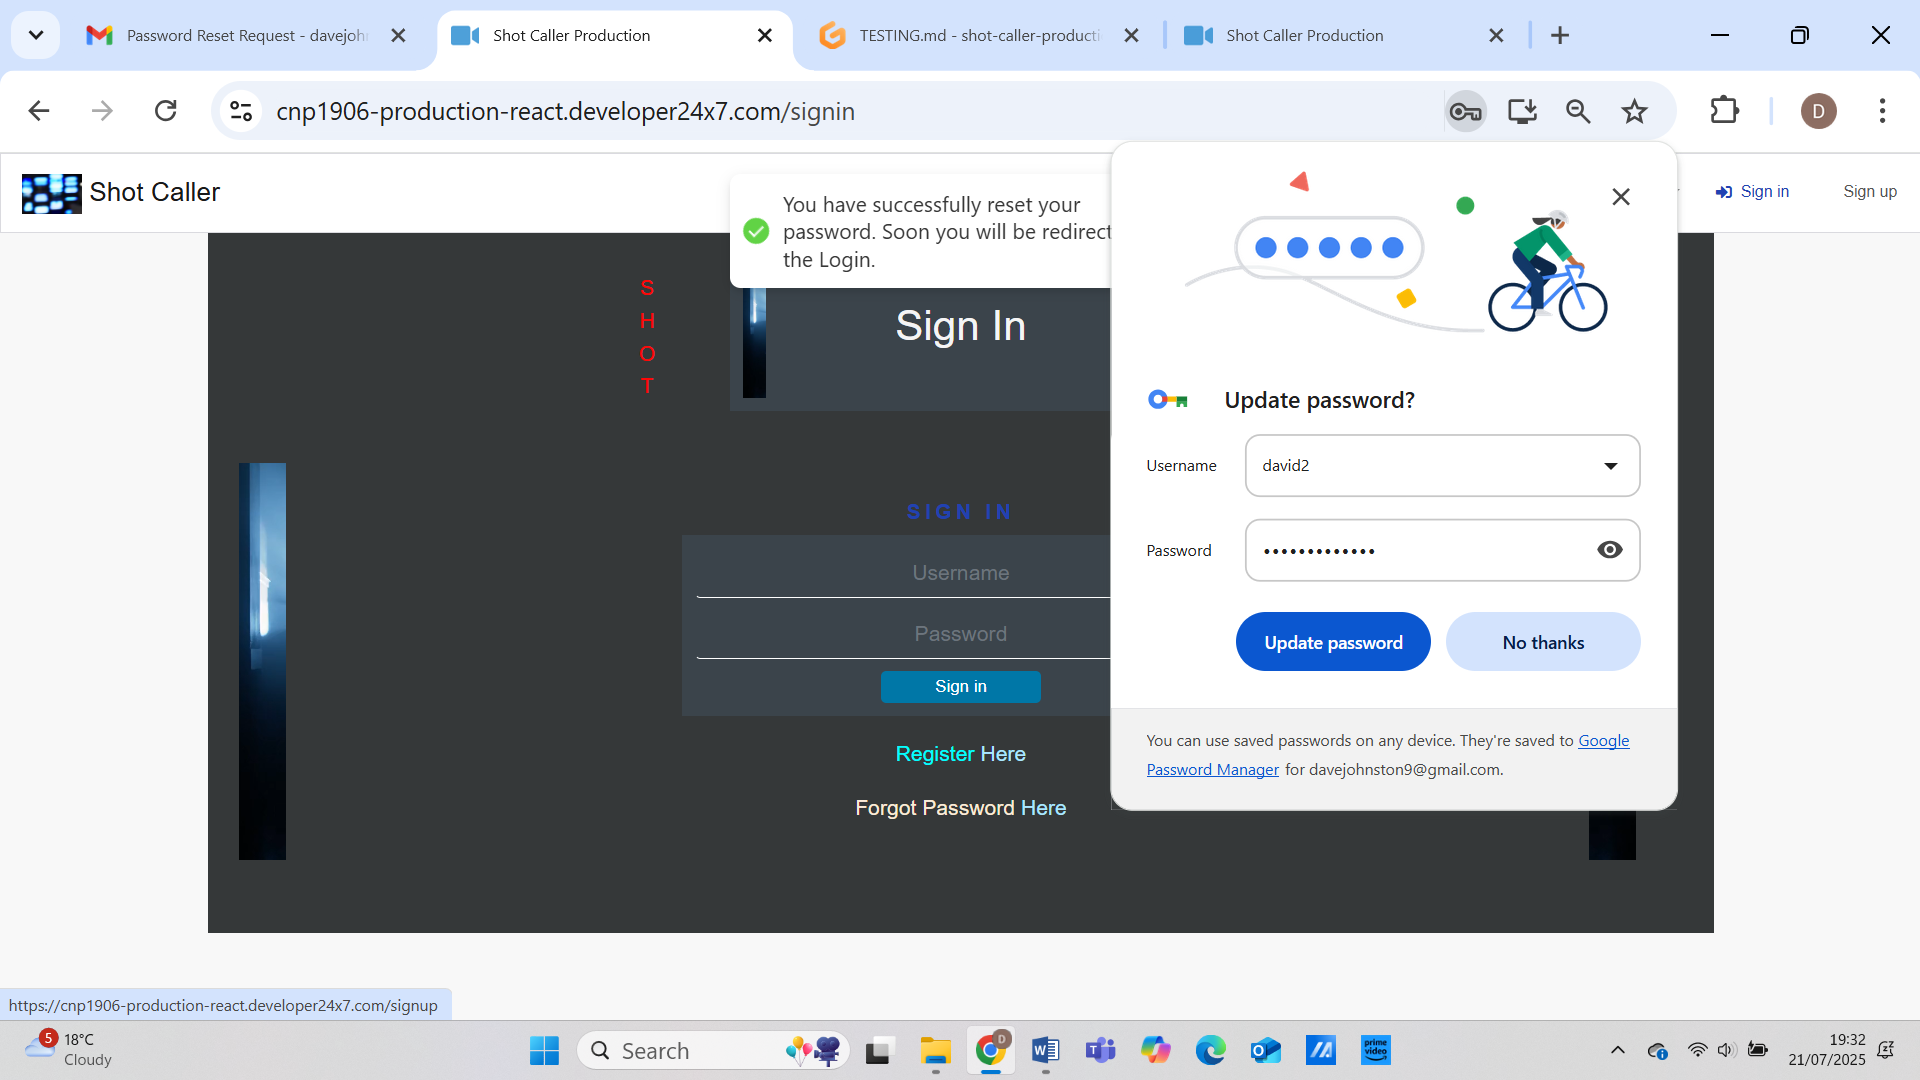 Password Reset Request - davejoh
Shot Caller Production
TESTING.md - shot-caller-producti
Shot Caller Production
cnp1906-production-react.developer24x7.com/signin
D
Shot Caller
Sign in
Sign up
You have successfully reset your
password. Soon you will be redirect
the Login.
S
H
O
T
Sign In
SIGN IN
Username
Password
Sign in
Register Here
Forgot Password Here
Update password?
Username
david2
Password
•••••••••••••
Update password
No thanks
You can use saved passwords on any device. They're saved to Google
Password Manager for davejohnston9@gmail.com.
https://cnp1906-production-react.developer24x7.com/signup
5
18°C
Cloudy
Search
D
prime
video
19:32
21/07/2025